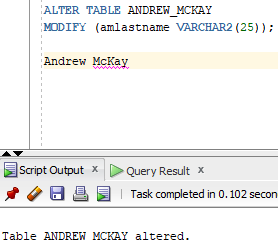 ALTER TABLE ANDREW_MCKAY
MODIFY (amlastname VARCHAR2(25));
Andrew McKay
Script Output x Query Result x
Task completed in 0.102 secon
Table ANDREW_MCKAY altered.